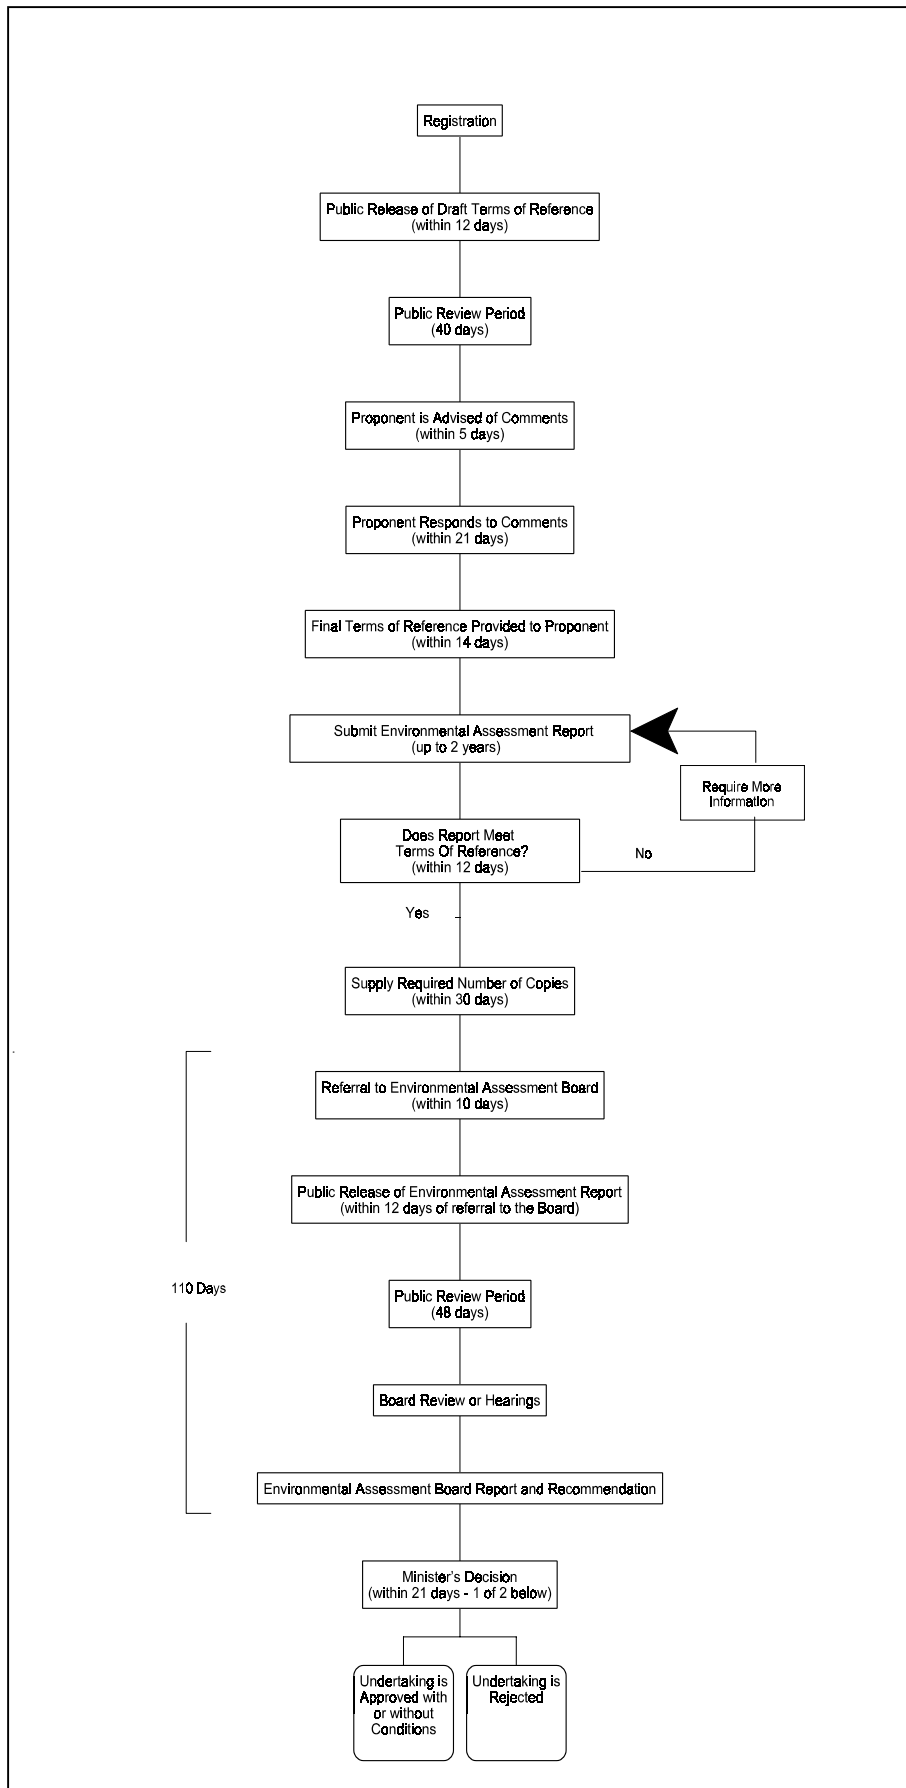 Registration
Public Release of Draft Terms of Reference
(within 12 days)
Public Review Period
(40 days)
Proponent is Advised of Comments
(within 5 days)
Proponent Responds to Comments
(within 21 days)
Final Terms of Reference Provided to Proponent
(within 14 days)
Submit Environmental Assessment Report
(up to 2 years)
Require More
Information
Does Report Meet
Terms Of Reference?
(within 12 days)
No
Yes
Supply Required Number of Copies
(within 30 days)
Referral to Environmental Assessment Board
(within 10 days)
Public Release of Environmental Assessment Report
(within 12 days of referral to the Board)
110 Days
Public Review Period
(48 days)
Board Review or Hearings
Environmental Assessment Board Report and Recommendation
Minister's Decision
(within 21 days - 1 of 2 below)
Undertaking is
Approved with
or without
Conditions
Undertaking is
Rejected